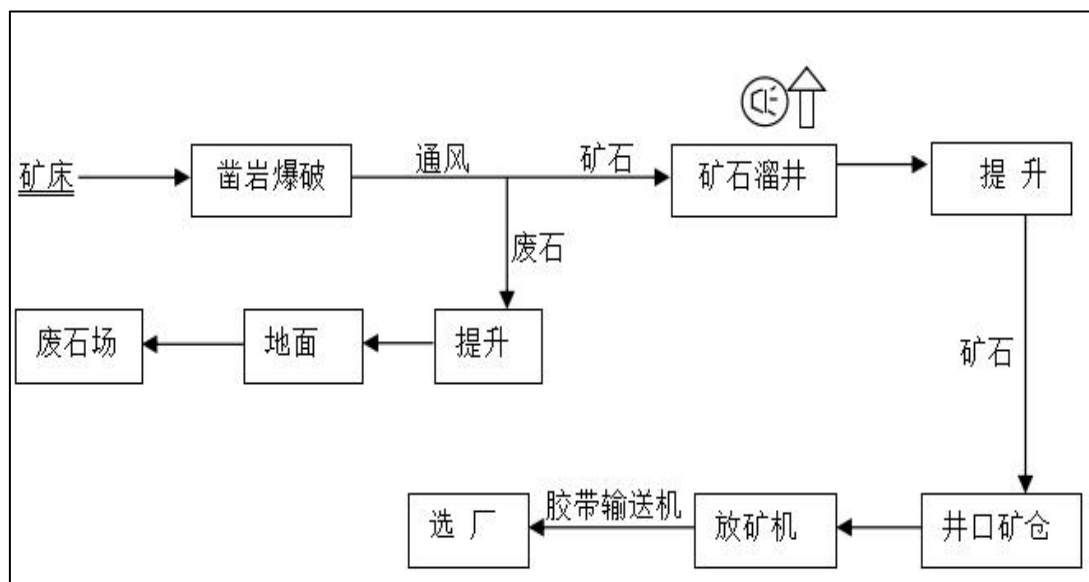 矿床
凿岩爆破
通风
矿石
矿石溜井
提 升
废石
废石场
地面
提升
矿石
选 厂
胶带输送机
放矿机
井口矿仓